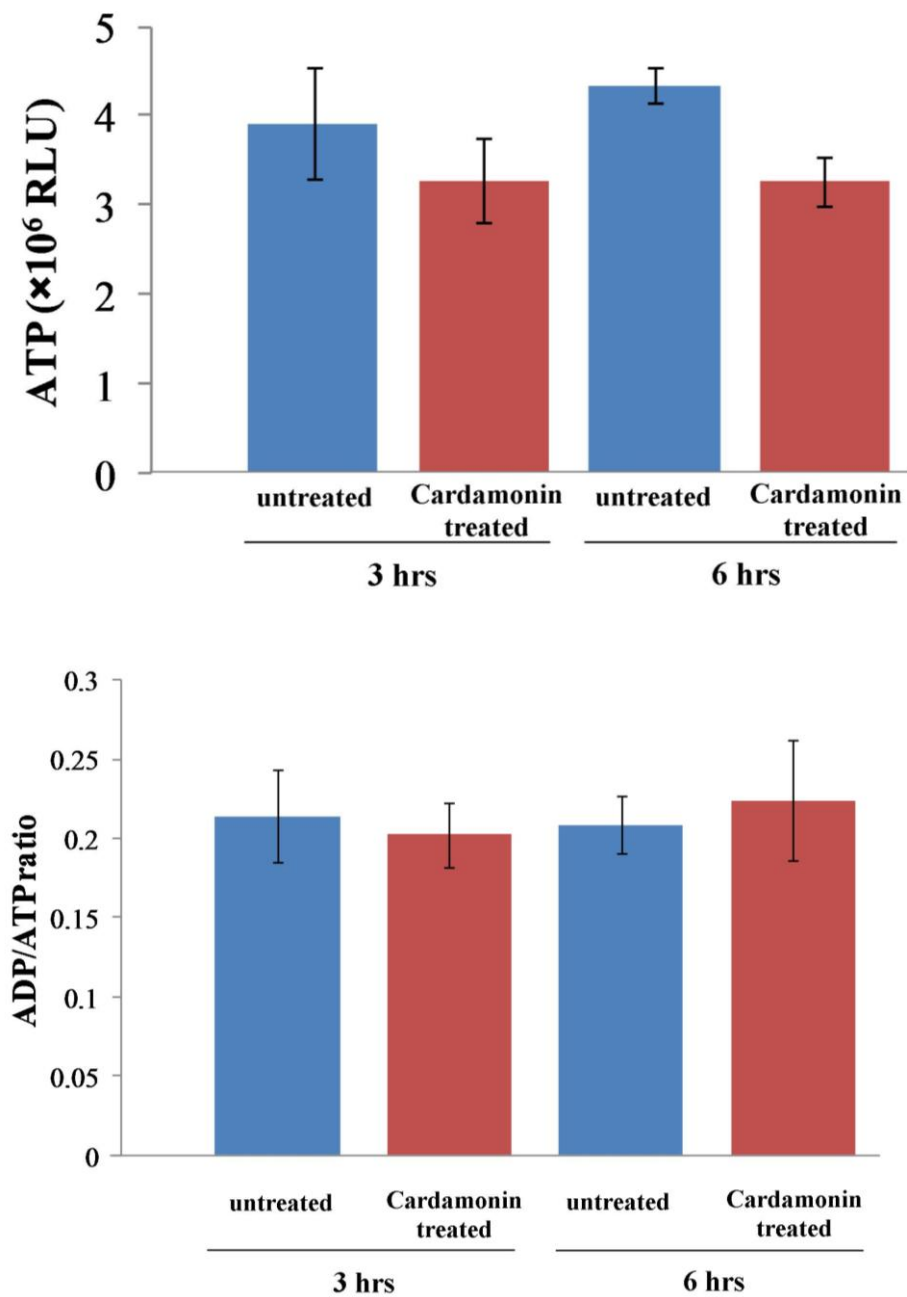 5
4
3
2
1
0
ATP (×10⁶ RLU)
untreated
Cardamonin
treated
untreated
Cardamonin
treated
3 hrs
6 hrs
0.3
0.25
0.2
0.15
0.1
0.05
0
ADP/ATP ratio
untreated
Cardamonin
treated
untreated
Cardamonin
treated
3 hrs
6 hrs